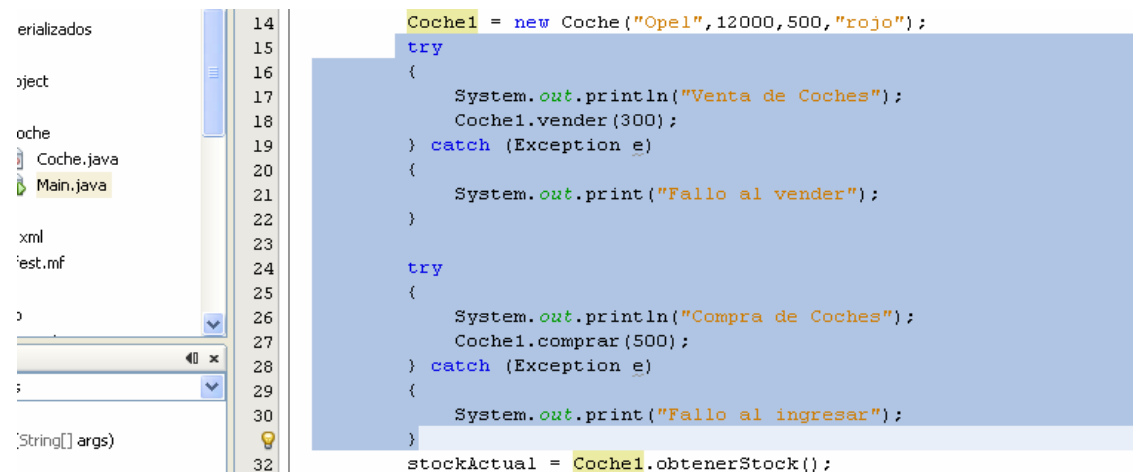 erializados
oject
oche
Coche.java
Main.java
xml
fest.mf
(String[] args)
14 Coche1 = new Coche("Opel",12000,500,"rojo");
15 try
16 {
17 System.out.println("Venta de Coches");
18 Coche1.vender(300);
19 } catch (Exception e)
20 {
21 System.out.print("Fallo al vender");
22 }
23
24 try
25 {
26 System.out.println("Compra de Coches");
27 Coche1.comprar(500);
28 } catch (Exception e)
29 {
30 System.out.print("Fallo al ingresar");
}
32 stockActual = Coche1.obtenerStock();